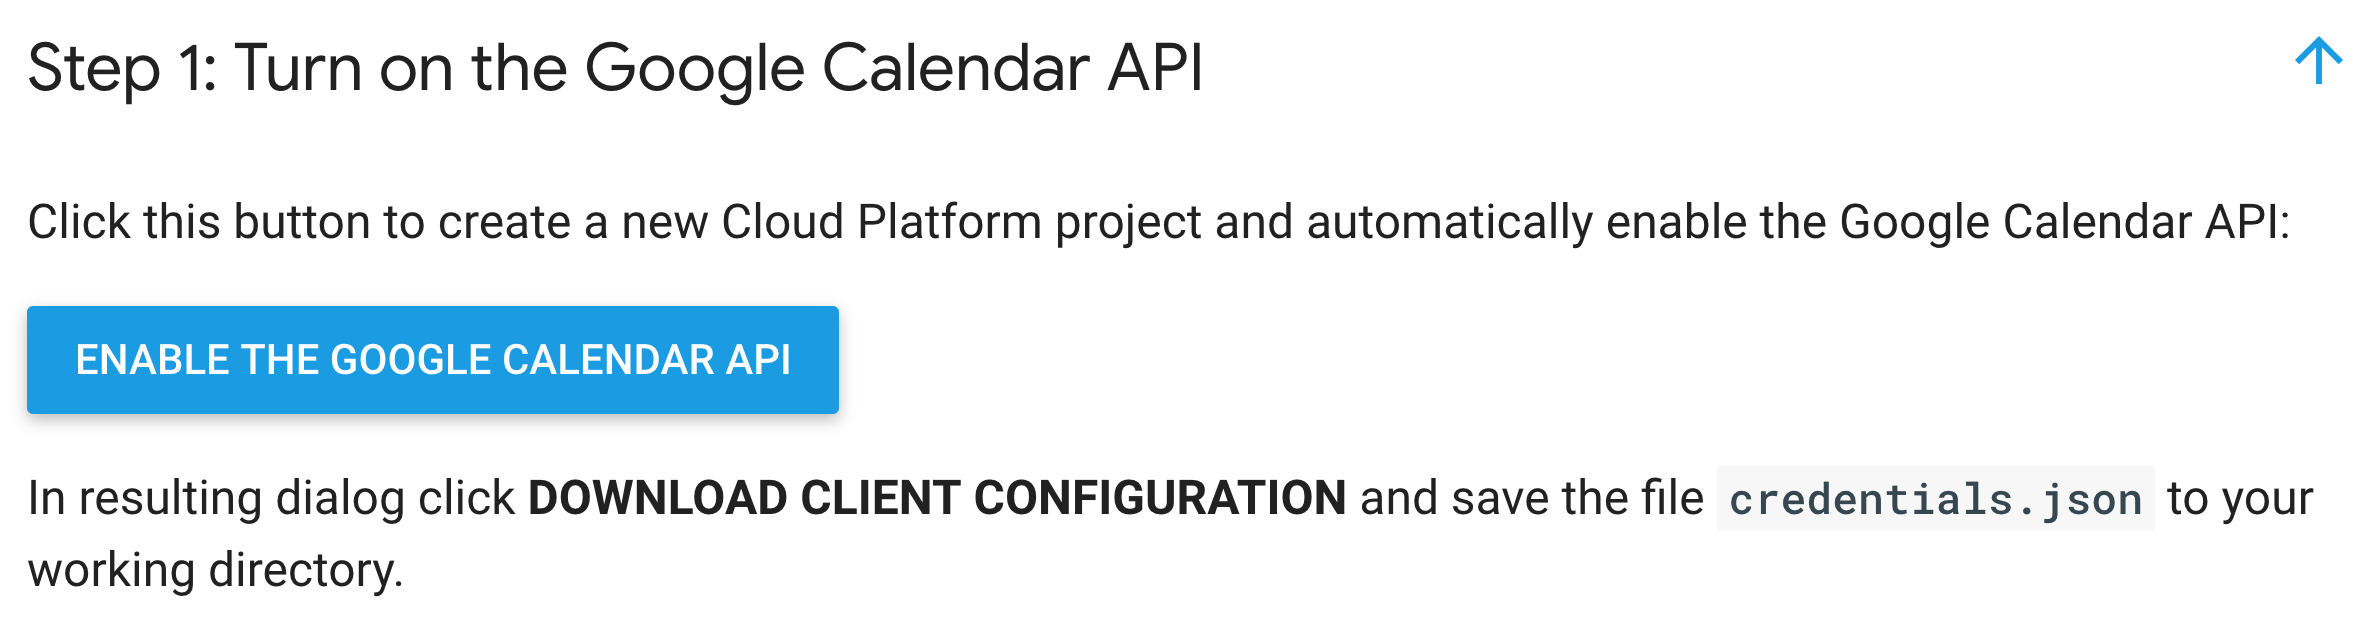 Step 1: Turn on the Google Calendar API
Click this button to create a new Cloud Platform project and automatically enable the Google Calendar API:
ENABLE THE GOOGLE CALENDAR API
In resulting dialog click DOWNLOAD CLIENT CONFIGURATION and save the file credentials.json to your
working directory.